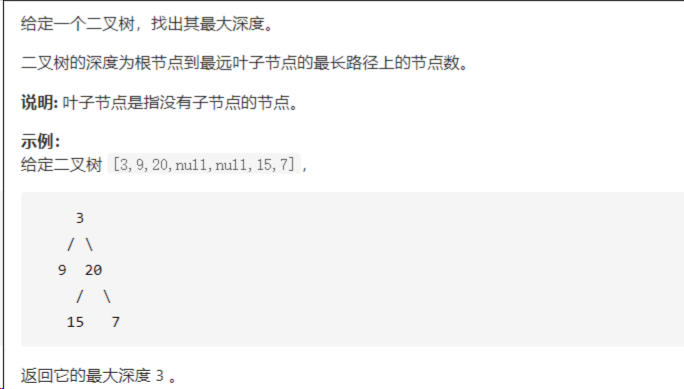 给定一个二叉树，找出其最大深度。
二叉树的深度为根节点到最远叶子节点的最长路径上的节点数。
说明: 叶子节点是指没有子节点的节点。
示例：
给定二叉树 [3,9,20,null,null,15,7]，
3
/ \
9 20
/ \
15 7
返回它的最大深度 3 。